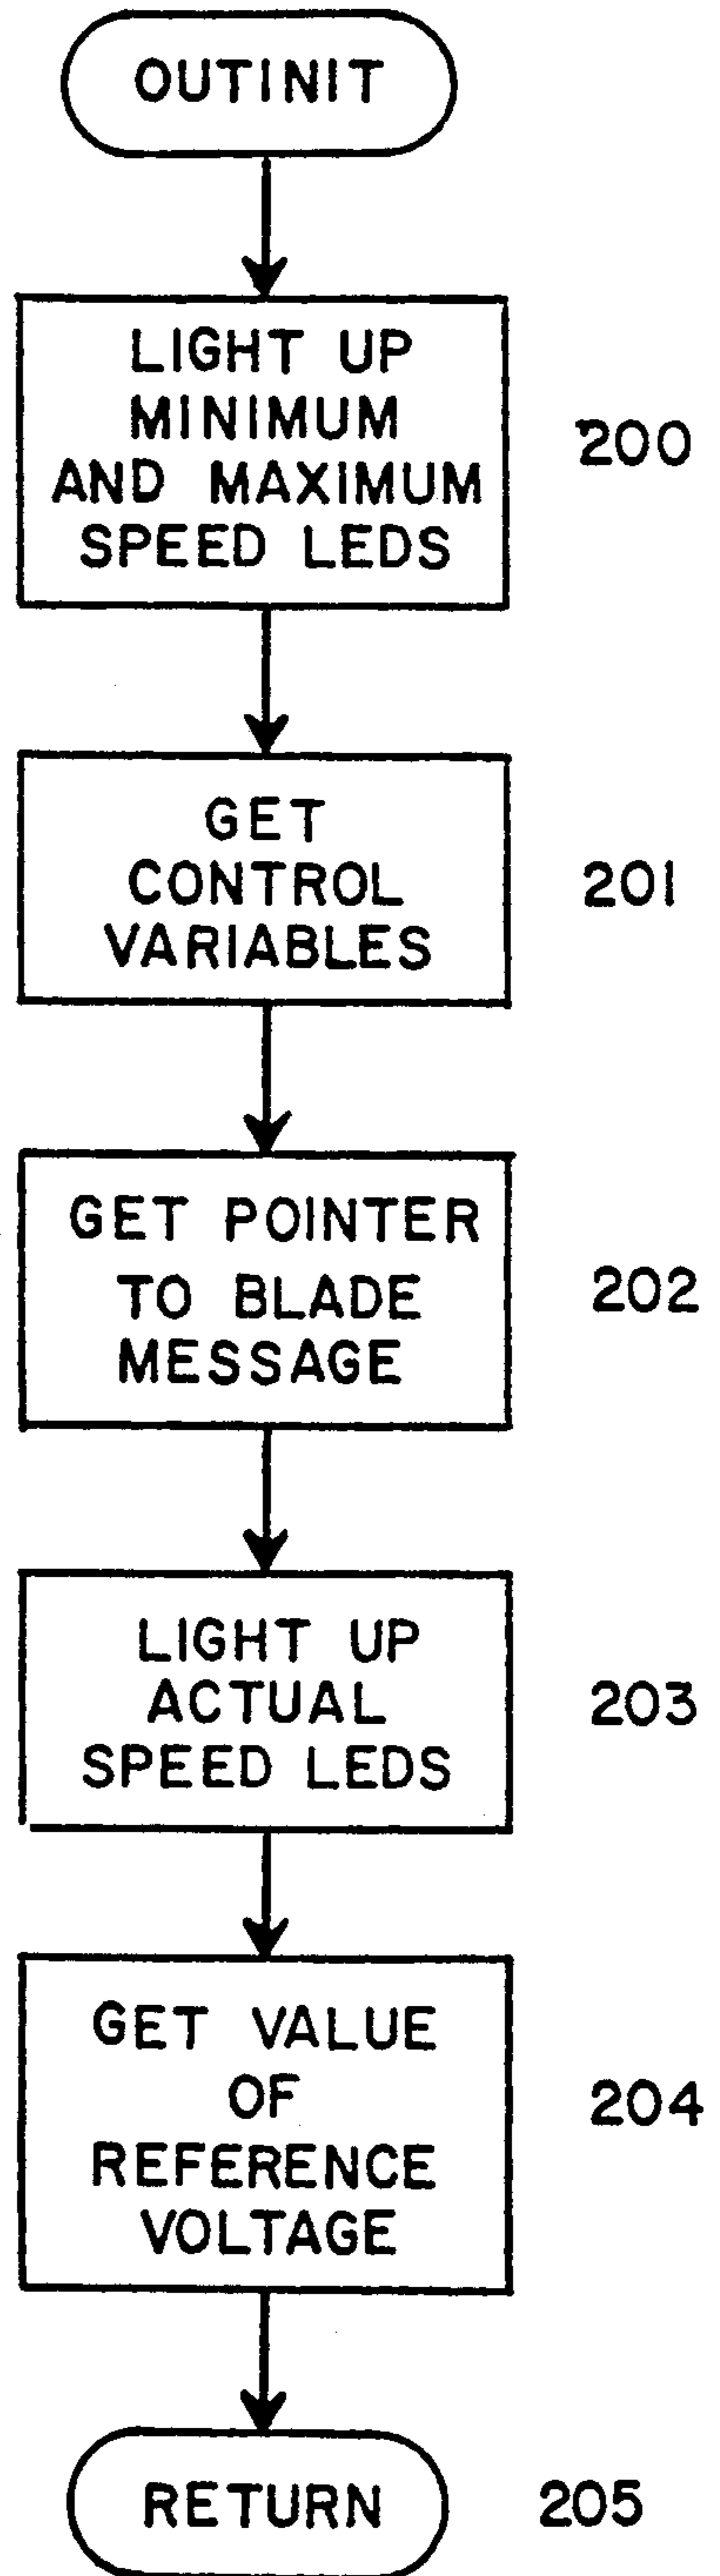 OUTINIT
LIGHT UP
MINIMUM
AND MAXIMUM
SPEED LEDS
200
GET
CONTROL
VARIABLES
201
GET POINTER
TO BLADE
MESSAGE
202
LIGHT UP
ACTUAL
SPEED LEDS
203
GET VALUE
OF
REFERENCE
VOLTAGE
204
RETURN
205